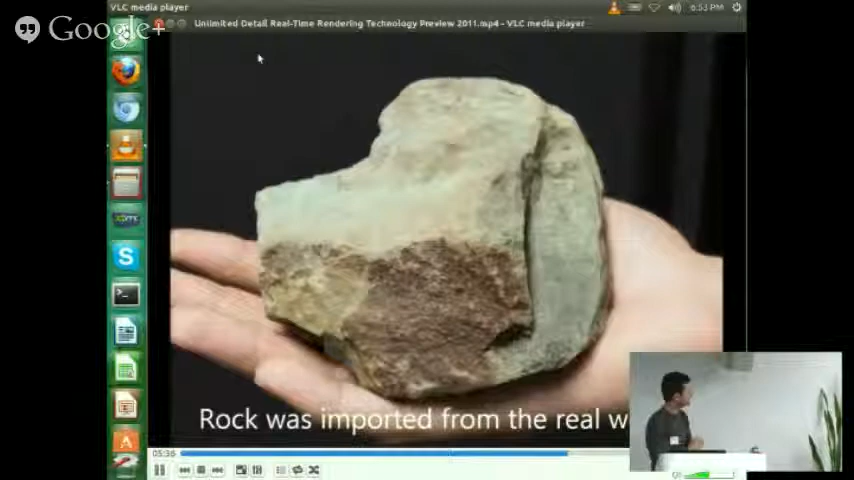 VLC media player
6:53 PM
Google+
Unlimited Detail Real-Time Rendering Technology Preview 2011.mp4 - VLC media player
Rock was imported from the real w
05:36